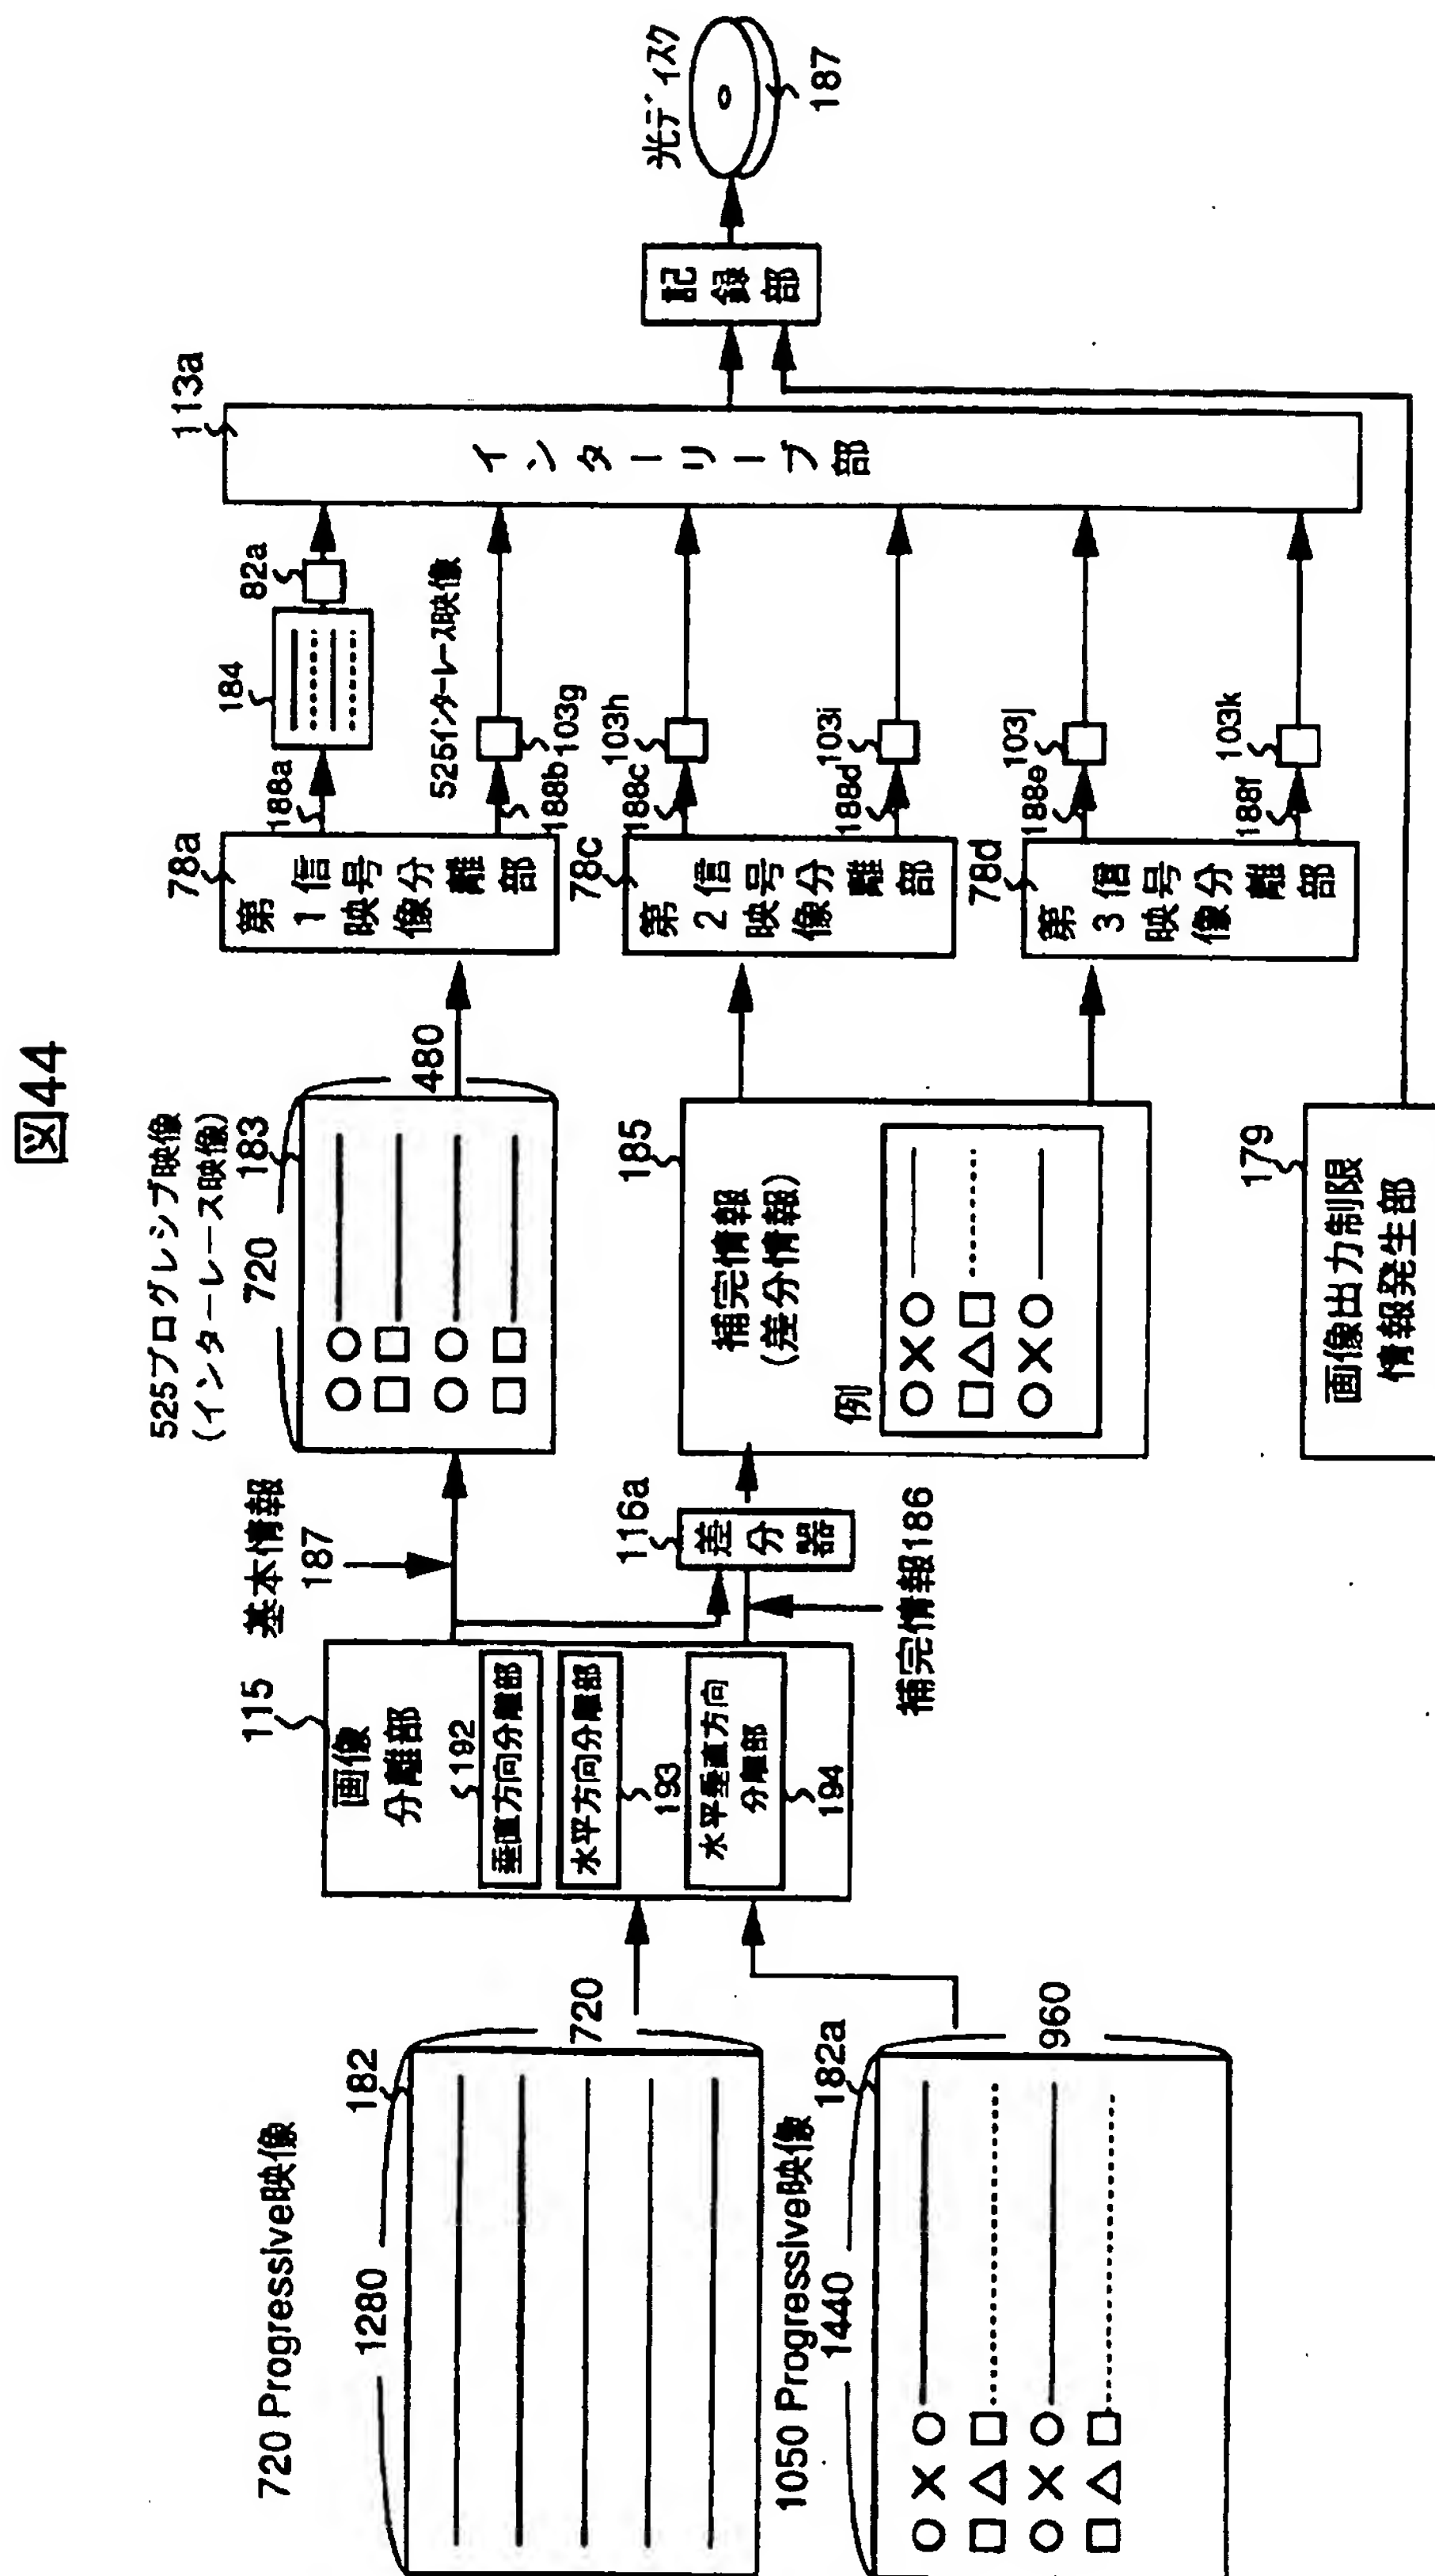 図44
720 Progressive映像
1280
182
720
1050 Progressive映像
1440
182a
960
115
画像
分離部
192
垂直方向分離部
水平方向分離部
193
水平垂直方向
分離部
194
基本情報
187
補完情報186
116a
差分器
525プログレシブ映像
(インターレース映像)
720
183
480
185
補完情報
(差分情報)
例
179
画像出力制限
情報発生部
78a
第1映像信号分離部
78c
第2映像信号分離部
78d
第3映像信号分離部
188a
184
82a
525インターレース映像
188b
103g
188c
103h
188d
103i
188e
103j
188f
103k
113a
インターリーブ部
記録部
光ディスク
187